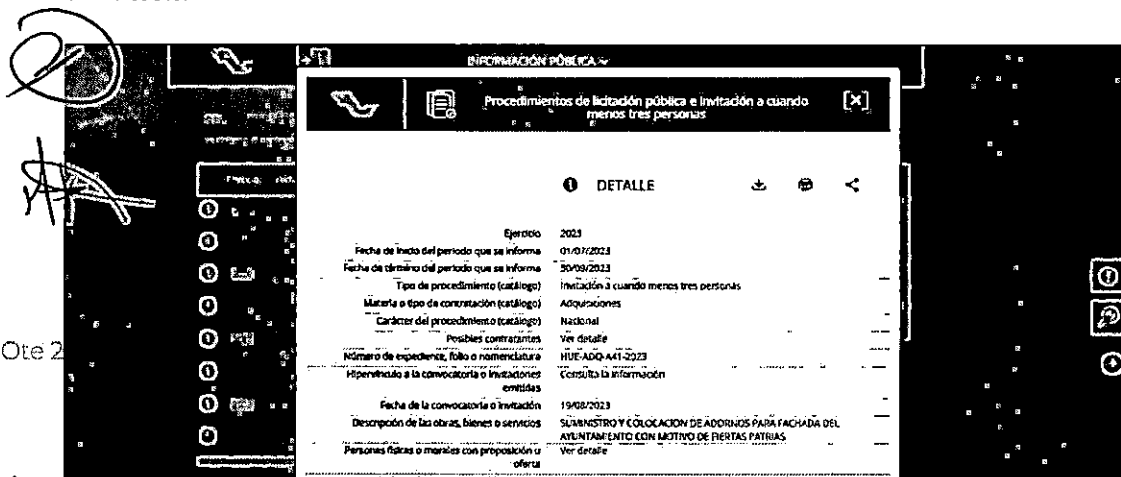 INFORMACIÓN PÚBLICA
Procedimientos de licitación pública e invitación a cuando
menos tres personas
[×]
DETALLE
Ejercicio 2023
Fecha de inicio del periodo que se informa 01/07/2023
Fecha de término del periodo que se informa 30/09/2023
Tipo de procedimiento (catálogo) Invitación a cuando menos tres personas
Materia o tipo de contratación (catálogo) Adquisiciones
Carácter del procedimiento (catálogo) Nacional
Posibles contratantes Ver detalle
Número de expediente, folio o nomenclatura HUE-ADQ-A41-2023
Hipervínculo a la convocatoria o invitaciones Consulta la información
emitidas
Fecha de la convocatoria o invitación 19/08/2023
Descripción de las obras, bienes o servicios SUMINISTRO Y COLOCACION DE ADORNOS PARA FACHADA DEL
AYUNTAMIENTO CON MOTIVO DE FIERTAS PATRIAS
Personas físicas o morales con proposición u Ver detalle
oferta
Ote 2